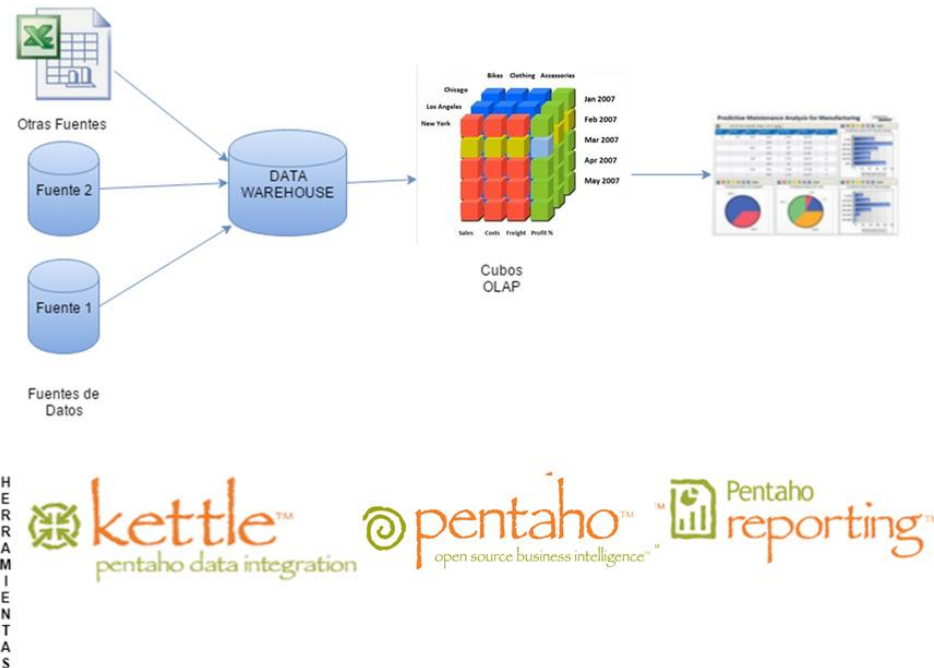 Otras Fuentes
Fuente 2
Fuente 1
Fuentes de
Datos
DATA
WAREHOUSE
Bikes Clothing Accessories
Chicago
Los Angeles
New York
Jan 2007
Feb 2007
Mar 2007
Apr 2007
May 2007
Sales Costs Freight Profit %
Cubos
OLAP
Predictive Maintenance Analysis for Manufacturing
HERRAMIENTAS
kettle™
pentaho data integration
pentaho™
open source business intelligence™
™
Pentaho
reporting™